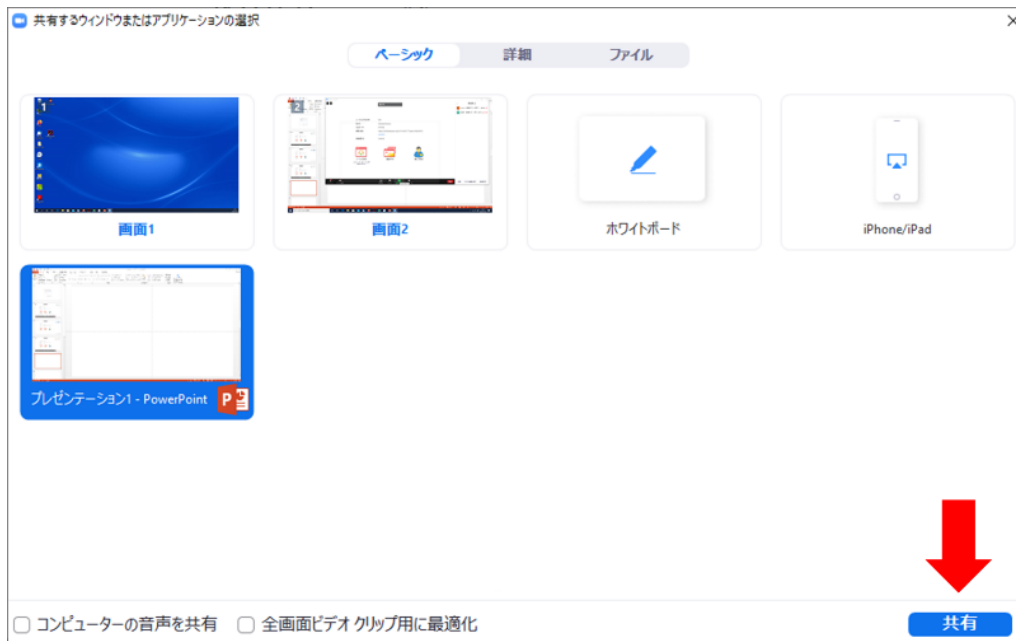 共有するウィンドウまたはアプリケーションの選択
ベーシック 詳細 ファイル
1
2
画面1 画面2 ホワイトボード iPhone/iPad
プレゼンテーション1 - PowerPoint
P
コンピューターの音声を共有 全画面ビデオ クリップ用に最適化 共有